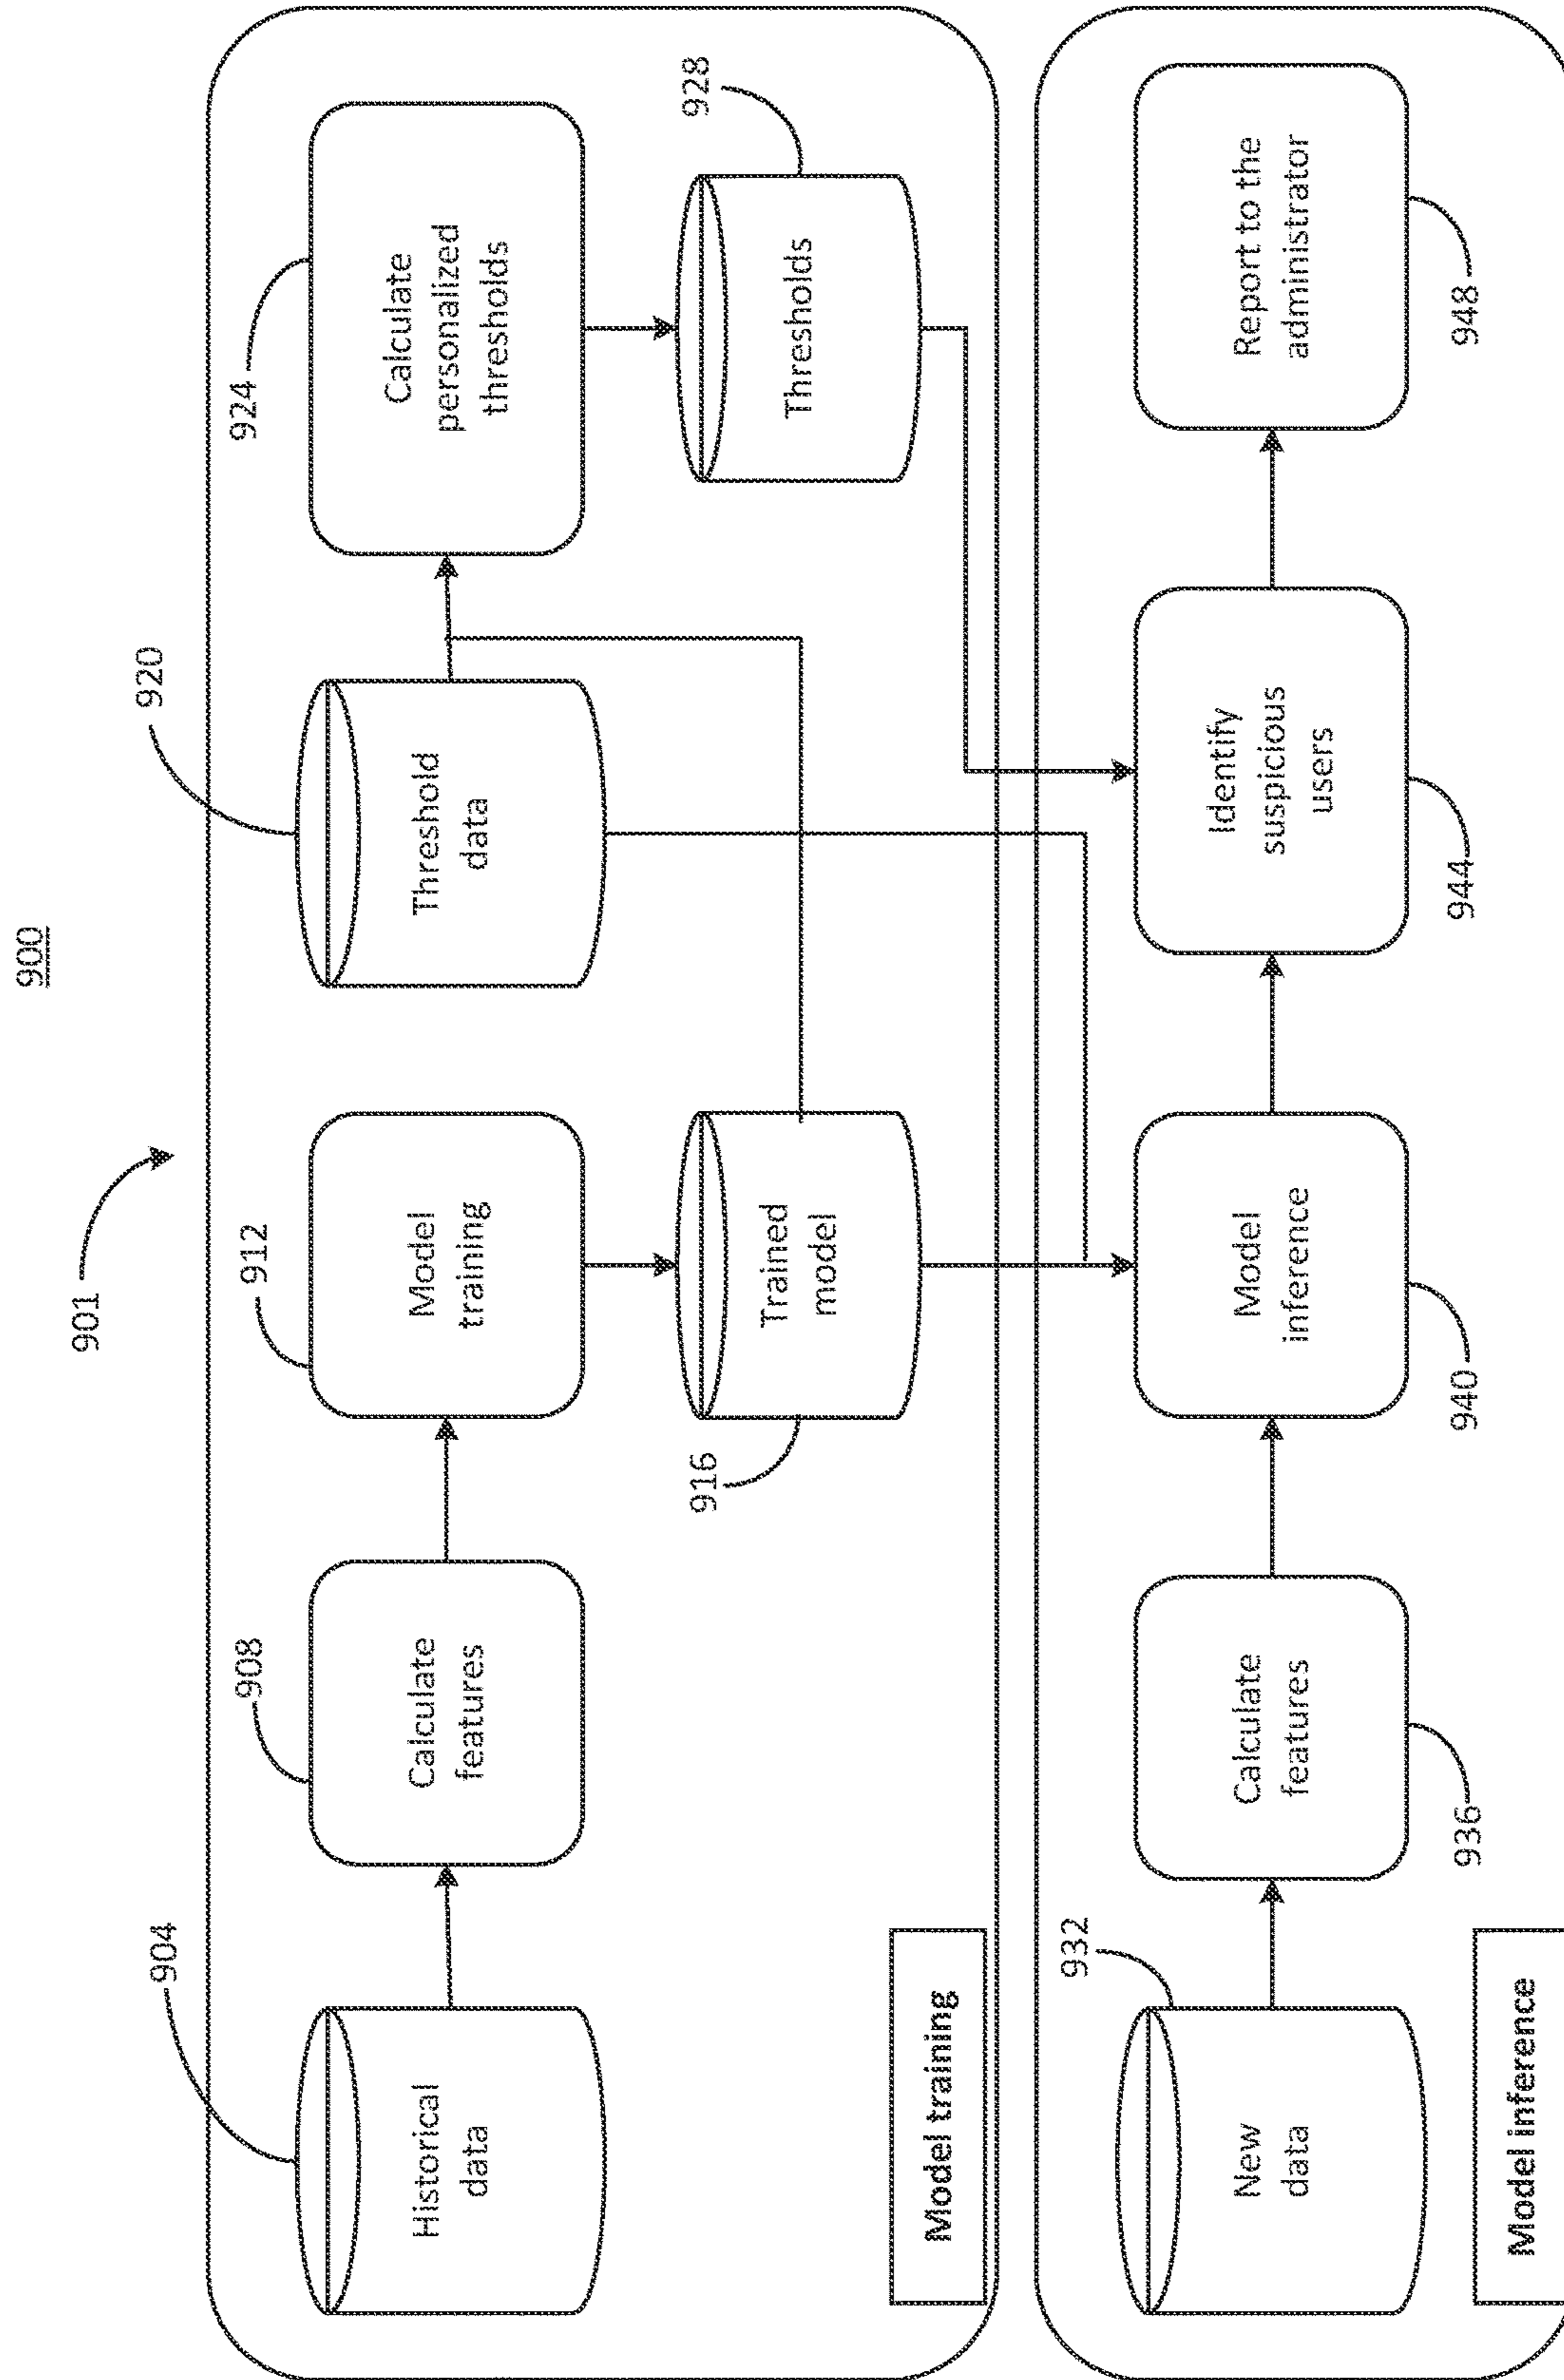 900
901
904
Historical
data
908
Calculate
features
912
Model
training
916
Trained
model
920
Threshold
data
924
Calculate
personalized
thresholds
928
Thresholds
Model training
932
New
data
936
Calculate
features
940
Model
inference
944
Identify
suspicious
users
948
Report to the
administrator
Model inference